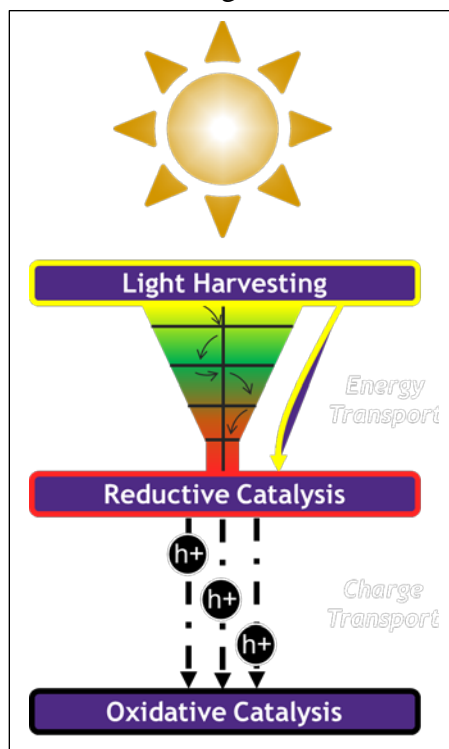 Light Harvesting
Energy
Transport
Reductive Catalysis
h+
h+
h+
Charge
Transport
Oxidative Catalysis